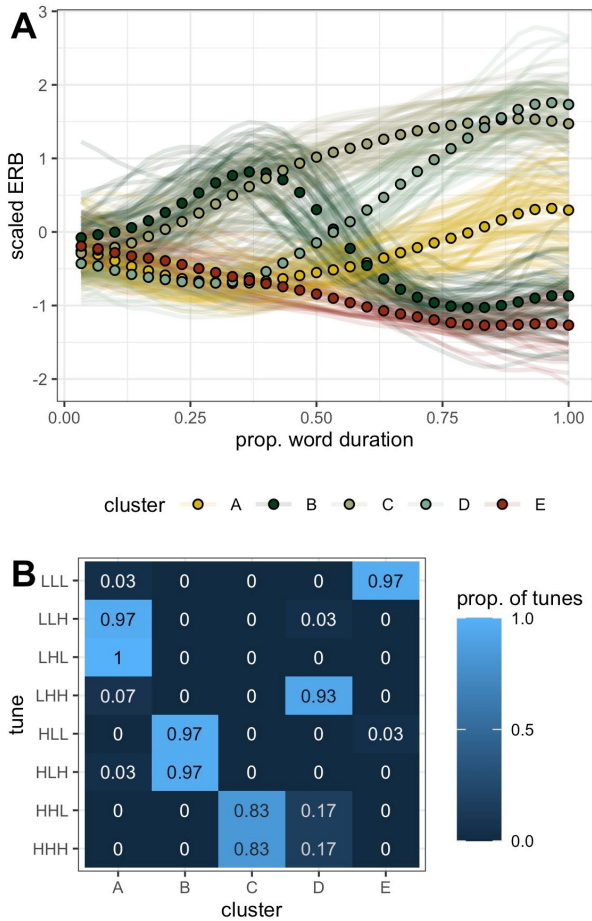 A
3
2
1
0
-1
-2
scaled ERB
0.00 0.25 0.50 0.75 1.00
prop. word duration
cluster A B C D E
B
tune
LLL 0.03 0 0 0 0.97
LLH 0.97 0 0 0.03 0
LHL 1 0 0 0 0
LHH 0.07 0 0 0.93 0
HLL 0 0.97 0 0 0.03
HLH 0.03 0.97 0 0 0
HHL 0 0 0.83 0.17 0
HHH 0 0 0.83 0.17 0
A B C D E
cluster
prop. of tunes
1.0
0.5
0.0